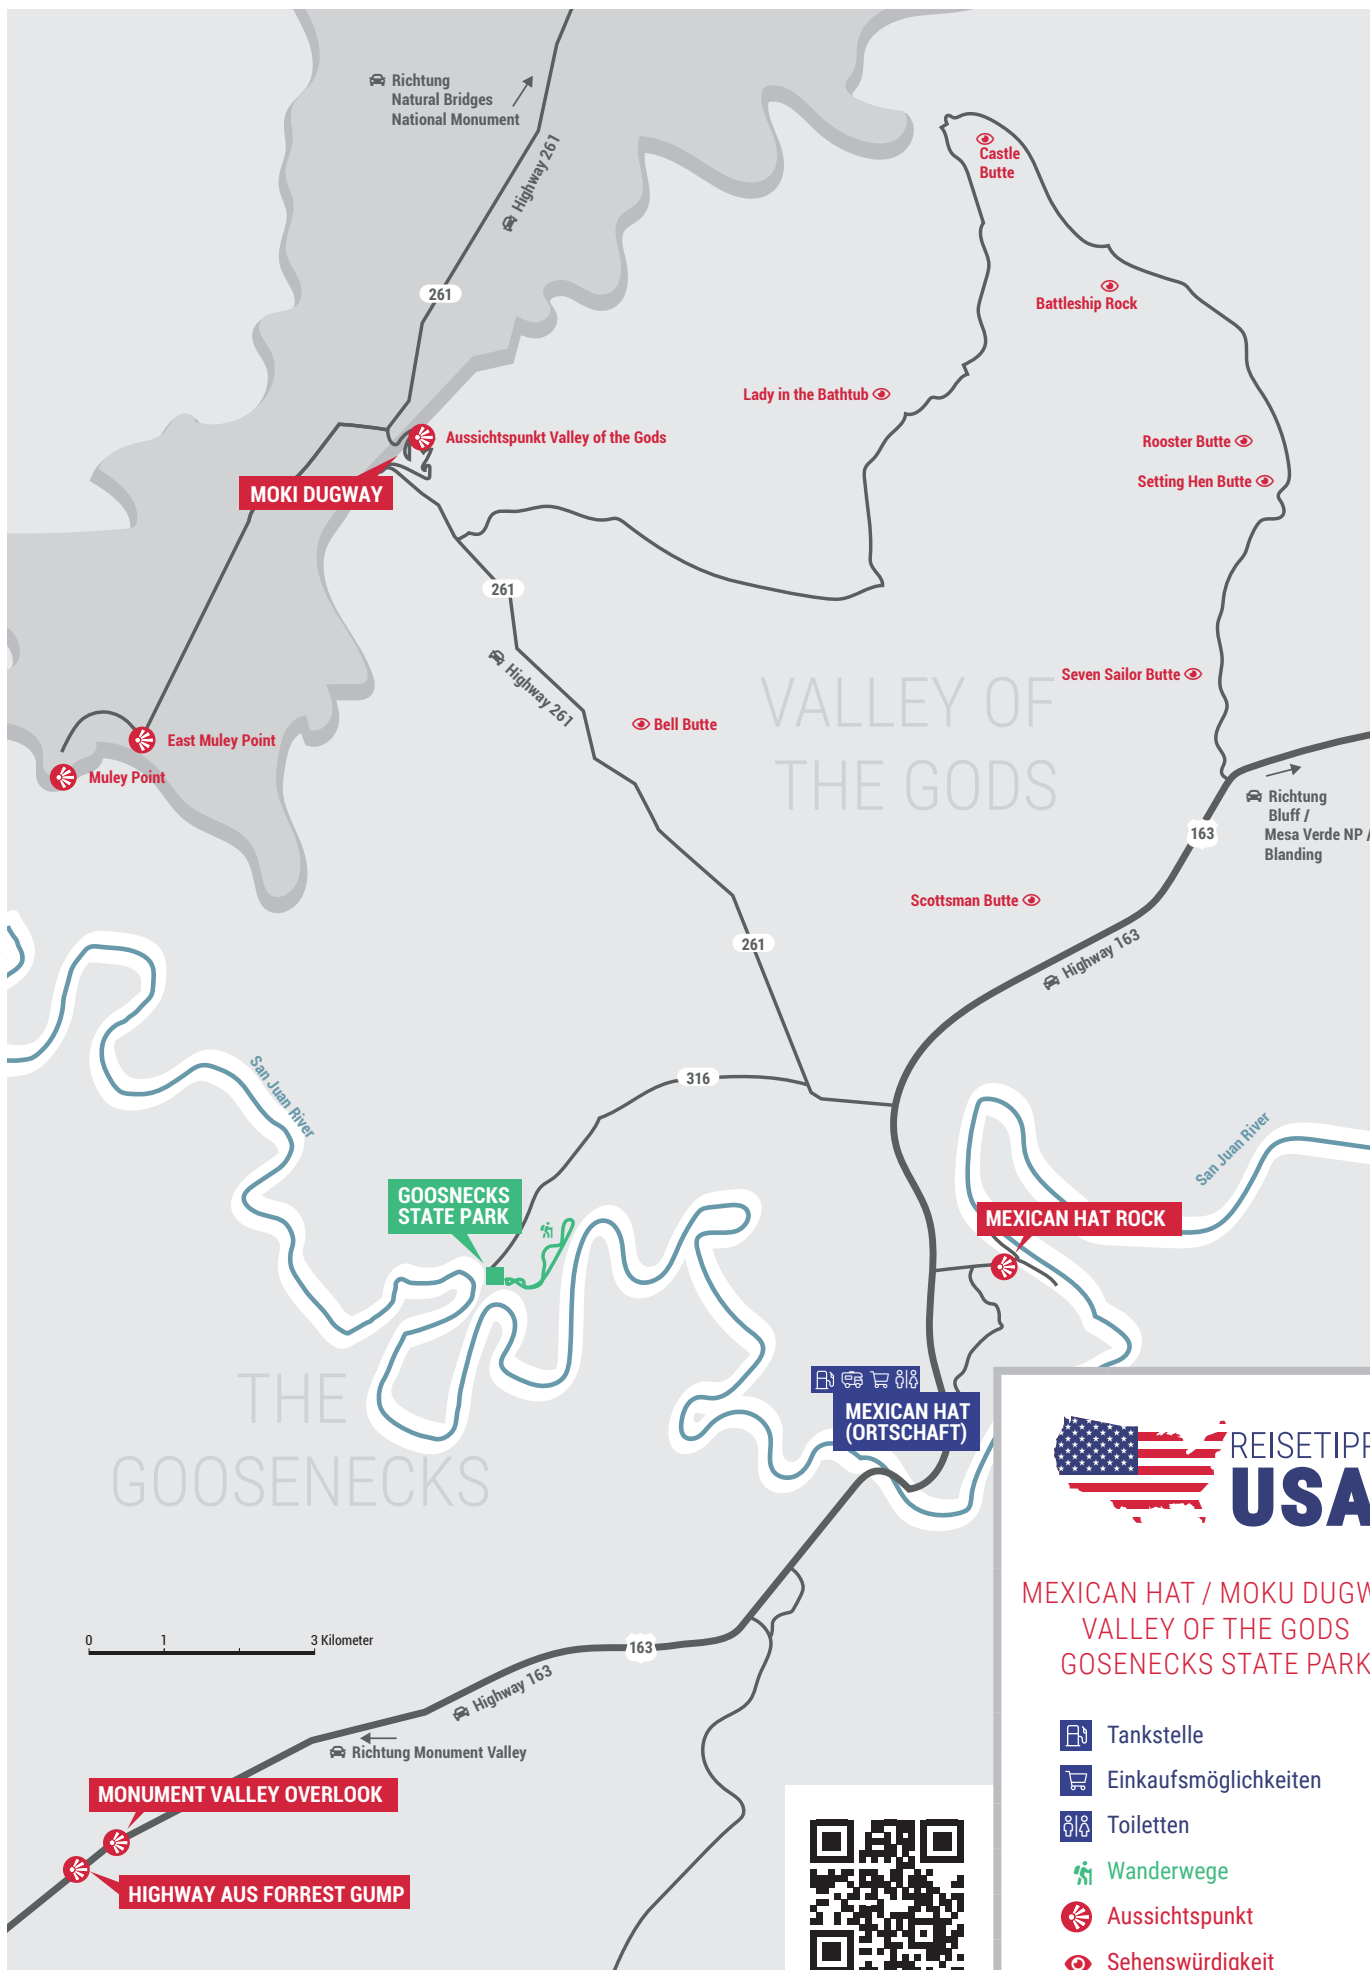 Richtung
Natural Bridges
National Monument
Highway 261
261
Castle
Butte
Battleship Rock
Lady in the Bathtub
Aussichtspunkt Valley of the Gods
Rooster Butte
Setting Hen Butte
MOKI DUGWAY
261
Highway 261
Seven Sailor Butte
VALLEY OF
THE GODS
Bell Butte
East Muley Point
Muley Point
Richtung
Bluff /
Mesa Verde NP /
Blanding
163
Scottsman Butte
261
Highway 163
San Juan River
316
San Juan River
GOOSNECKS
STATE PARK
MEXICAN HAT ROCK
THE
GOOSENECKS
MEXICAN HAT
(ORTSCHAFT)
REISETIPP
USA
MEXICAN HAT / MOKU DUGW
VALLEY OF THE GODS
GOSENECKS STATE PARK
0 1 3 Kilometer
163
Highway 163
Richtung Monument Valley
Tankstelle
Einkaufsmöglichkeiten
Toiletten
Wanderwege
Aussichtspunkt
Sehenswürdigkeit
MONUMENT VALLEY OVERLOOK
HIGHWAY AUS FORREST GUMP